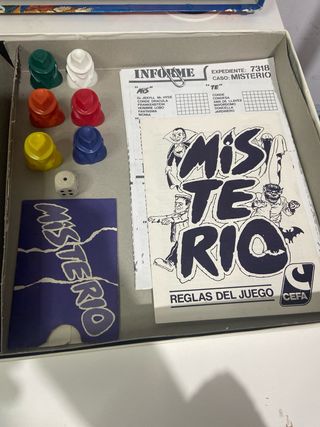 INFORME
EXPEDIENTE: 7318
CASO: MISTERIO
"MIS"
"TE"
Dr. JEKYLL, Mr. HYDE
CONDE DRACULA
FRANKENSTEIN
HOMBRE LOBO
FANTASMA
MOMIA
CONDE
CONDESA
AMA DE LLAVES
MAYORDOMO
DONCELLA
JARDINERO
MIS
TE
RIO
REGLAS DEL JUEGO
CEFA
MISTERIO